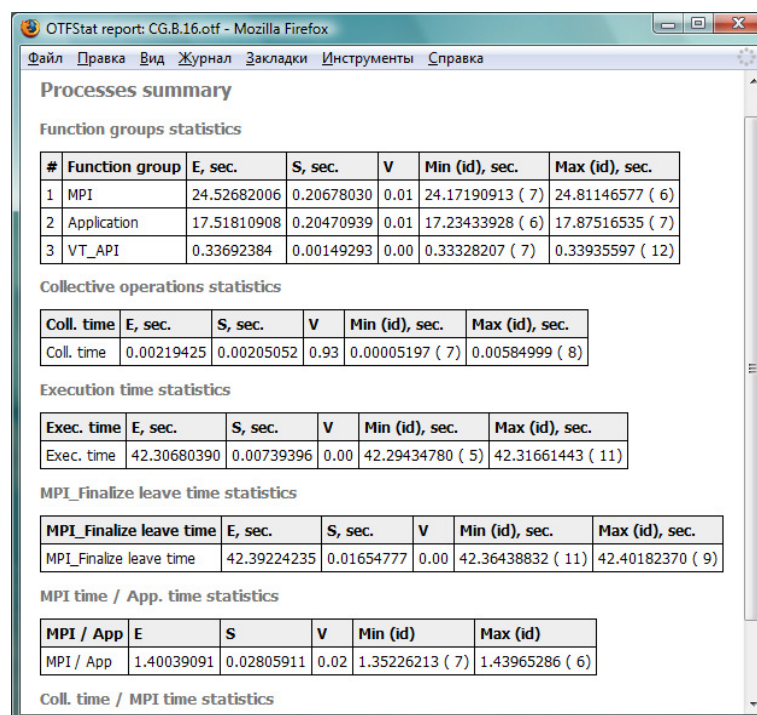 OTFStat report: CG.B.16.otf - Mozilla Firefox
Файл Правка Вид Журнал Закладки Инструменты Справка
Processes summary
Function groups statistics
# Function group E, sec. S, sec. V Min (id), sec. Max (id), sec.
1 MPI 24.52682006 0.20678030 0.01 24.17190913 ( 7) 24.81146577 ( 6)
2 Application 17.51810908 0.20470939 0.01 17.23433928 ( 6) 17.87516535 ( 7)
3 VT_API 0.33692384 0.00149293 0.00 0.33328207 ( 7) 0.33935597 ( 12)
Collective operations statistics
Coll. time E, sec. S, sec. V Min (id), sec. Max (id), sec.
Coll. time 0.00219425 0.00205052 0.93 0.00005197 ( 7) 0.00584999 ( 8)
Execution time statistics
Exec. time E, sec. S, sec. V Min (id), sec. Max (id), sec.
Exec. time 42.30680390 0.00739396 0.00 42.29434780 ( 5) 42.31661443 ( 11)
MPI_Finalize leave time statistics
MPI_Finalize leave time E, sec. S, sec. V Min (id), sec. Max (id), sec.
MPI_Finalize leave time 42.39224235 0.01654777 0.00 42.36438832 ( 11) 42.40182370 ( 9)
MPI time / App. time statistics
MPI / App E S V Min (id) Max (id)
MPI / App 1.40039091 0.02805911 0.02 1.35226213 ( 7) 1.43965286 ( 6)
Coll. time / MPI time statistics